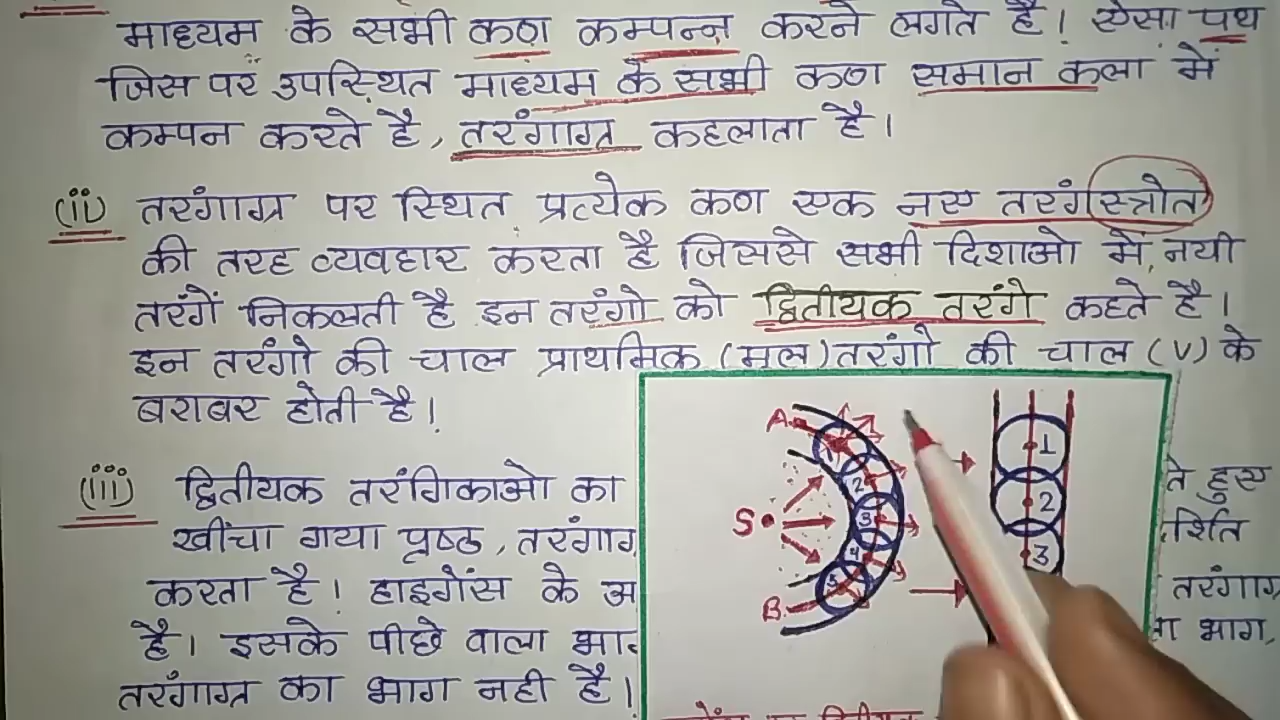 माध्यम के सभी कण कम्पन्न करने लगते है। ऐसा पथ
जिस पर उपस्थित माध्यम के सभी कण समान कला में
कम्पन करते है, तरंगाग्र कहलाता है।
(ii) तरंगाग्र पर स्थित प्रत्येक कण एक नए तरंग स्त्रोत
की तरह व्यवहार करता है जिससे सभी दिशाओ में नयी
तरंगें निकलती है इन तरंगो को द्वितीयक तरंगे कहते है।
इन तरंगो की चाल प्राथमिक (मूल) तरंगो की चाल (V) के
बराबर होती है।
(iii) द्वितीयक तरंगिकाओ का
ते हुए
खींचा गया पृष्ठ, तरंगाग्र
र्शित
करता है। हाइगेंस के अ
तरंगाग्र
है। इसके पीछे वाला भा
भाग,
तरंगाग्र का भाग नही है।
A
1
2
S
3
4
5
B
1
2
3